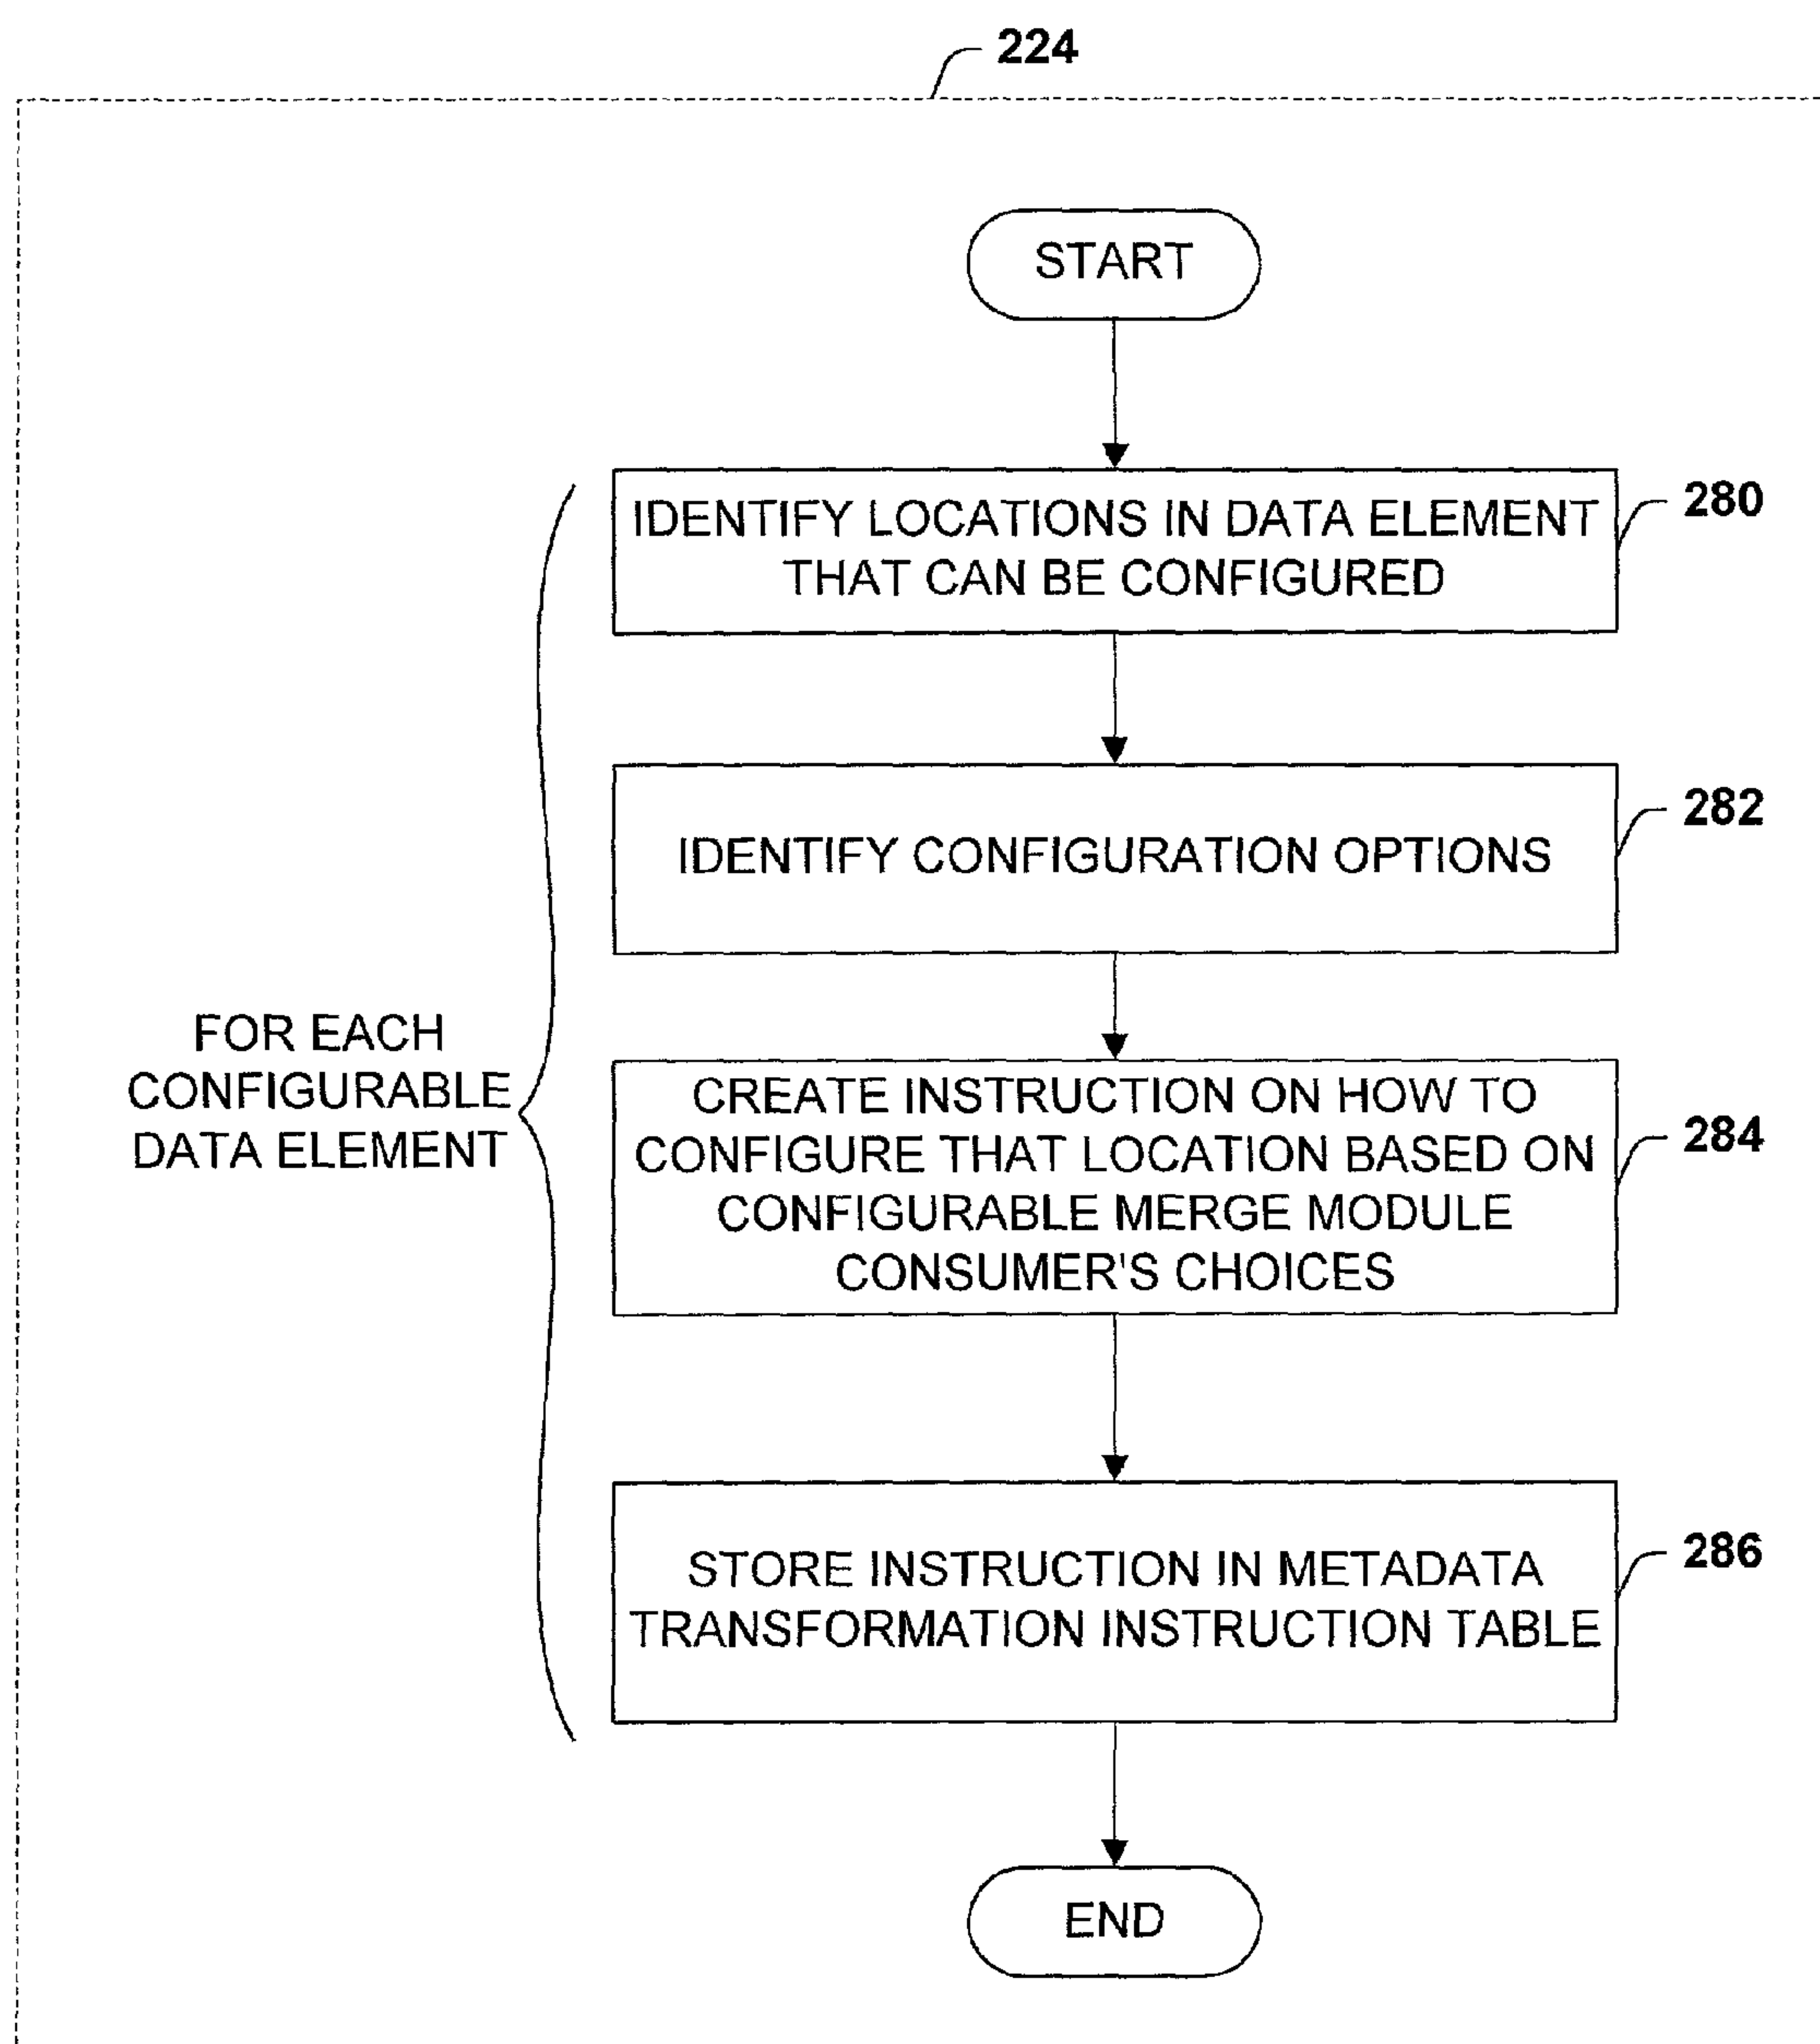 224
START
IDENTIFY LOCATIONS IN DATA ELEMENT
THAT CAN BE CONFIGURED
280
IDENTIFY CONFIGURATION OPTIONS
282
FOR EACH
CONFIGURABLE
DATA ELEMENT
CREATE INSTRUCTION ON HOW TO
CONFIGURE THAT LOCATION BASED ON
CONFIGURABLE MERGE MODULE
CONSUMER'S CHOICES
284
STORE INSTRUCTION IN METADATA
TRANSFORMATION INSTRUCTION TABLE
286
END